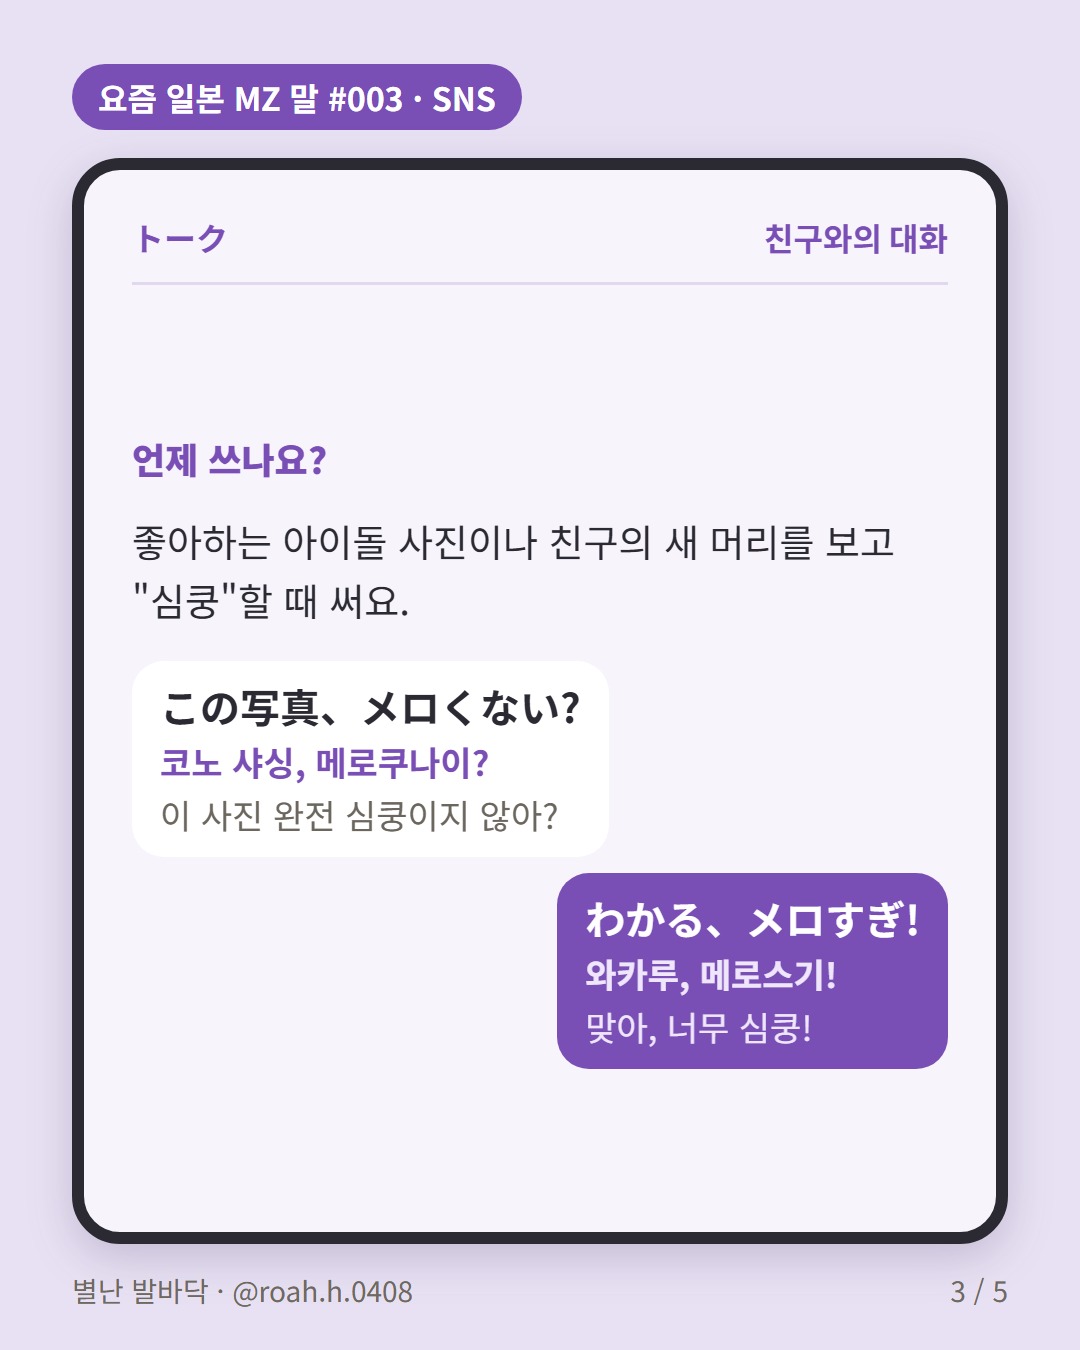 요즘 일본 MZ 말 #003 · SNS
トーク
친구와의 대화
언제 쓰나요?
좋아하는 아이돌 사진이나 친구의 새 머리를 보고
"심쿵"할 때 써요.
この写真、メロくない?
코노 샤싱, 메로쿠나이?
이 사진 완전 심쿵이지 않아?
わかる、メロすぎ!
와카루, 메로스기!
맞아, 너무 심쿵!
별난 발바닥 · @roah.h.0408
3 / 5